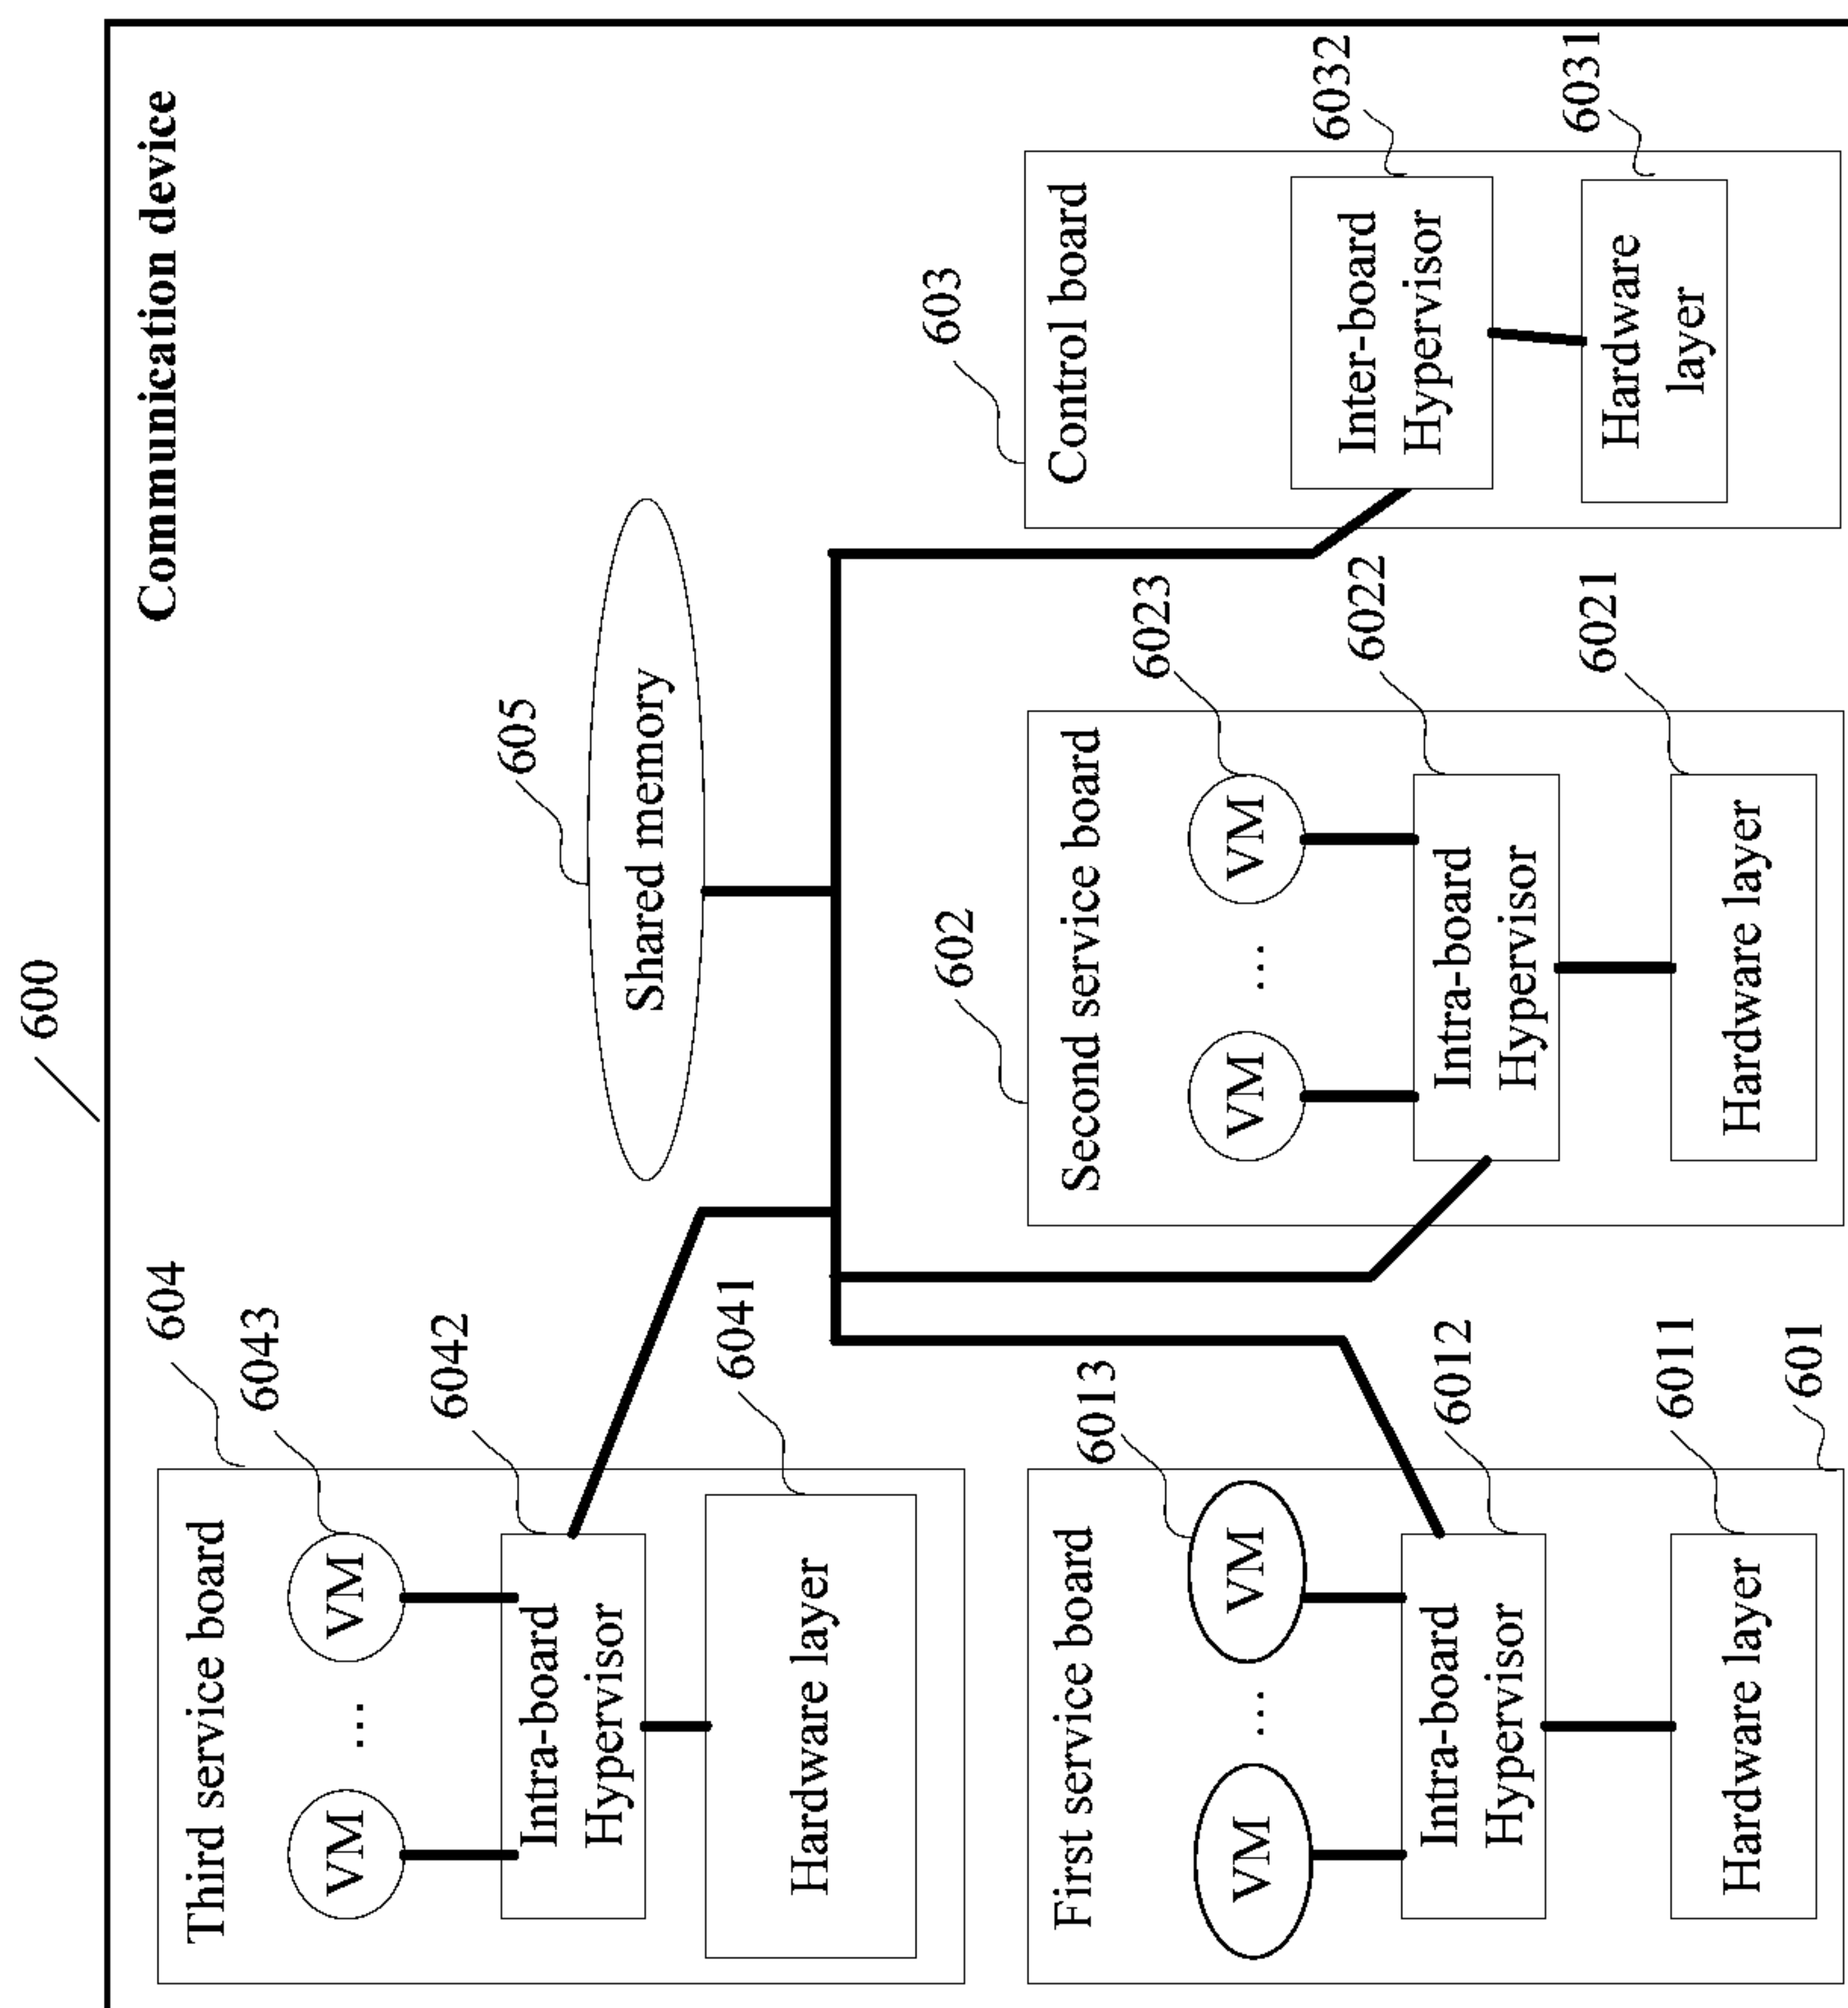 600
Communication device
Third service board
604
VM
...
VM
6043
Intra-board
Hypervisor
6042
Hardware layer
6041
605
Shared memory
First service board
VM
...
VM
6013
Intra-board
Hypervisor
6012
Hardware layer
6011
601
602
Second service board
VM
...
VM
6023
Intra-board
Hypervisor
6022
Hardware layer
6021
603
Control board
Inter-board
Hypervisor
6032
Hardware
layer
6031